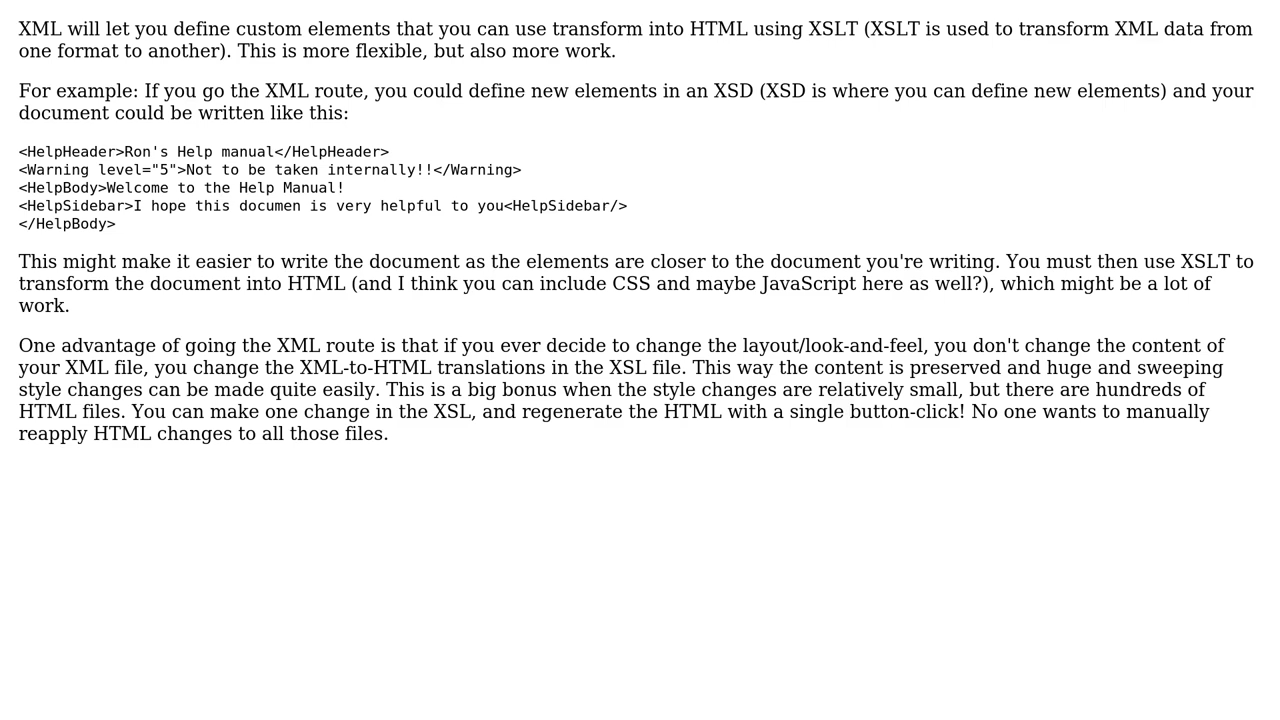 XML will let you define custom elements that you can use transform into HTML using XSLT (XSLT is used to transform XML data from
one format to another). This is more flexible, but also more work.
For example: If you go the XML route, you could define new elements in an XSD (XSD is where you can define new elements) and your
document could be written like this:
<HelpHeader>Ron's Help manual</HelpHeader>
<Warning level="5">Not to be taken internally!!</Warning>
<HelpBody>Welcome to the Help Manual!
<HelpSidebar>I hope this documen is very helpful to you<HelpSidebar/>
</HelpBody>
This might make it easier to write the document as the elements are closer to the document you're writing. You must then use XSLT to
transform the document into HTML (and I think you can include CSS and maybe JavaScript here as well?), which might be a lot of
work.
One advantage of going the XML route is that if you ever decide to change the layout/look-and-feel, you don't change the content of
your XML file, you change the XML-to-HTML translations in the XSL file. This way the content is preserved and huge and sweeping
style changes can be made quite easily. This is a big bonus when the style changes are relatively small, but there are hundreds of
HTML files. You can make one change in the XSL, and regenerate the HTML with a single button-click! No one wants to manually
reapply HTML changes to all those files.